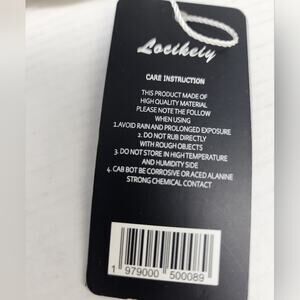 Locikely
CARE INSTRUCTION
THIS PRODUCT MADE OF
HIGH QUALITY MATERIAL
PLEASE NOTE THE FOLLOW
WHEN USING
1.AVOID RAIN AND PROLONGED EXPOSURE
2. DO NOT RUB DIRECTLY
WITH ROUGH OBJECTS
3. DO NOT STORE IN HIGH TEMPERATURE
AND HUMIDITY SIDE
4. CAB BOT BE CORROSIVE OR ACED ALANINE
STRONG CHEMICAL CONTACT
1 979000 500089